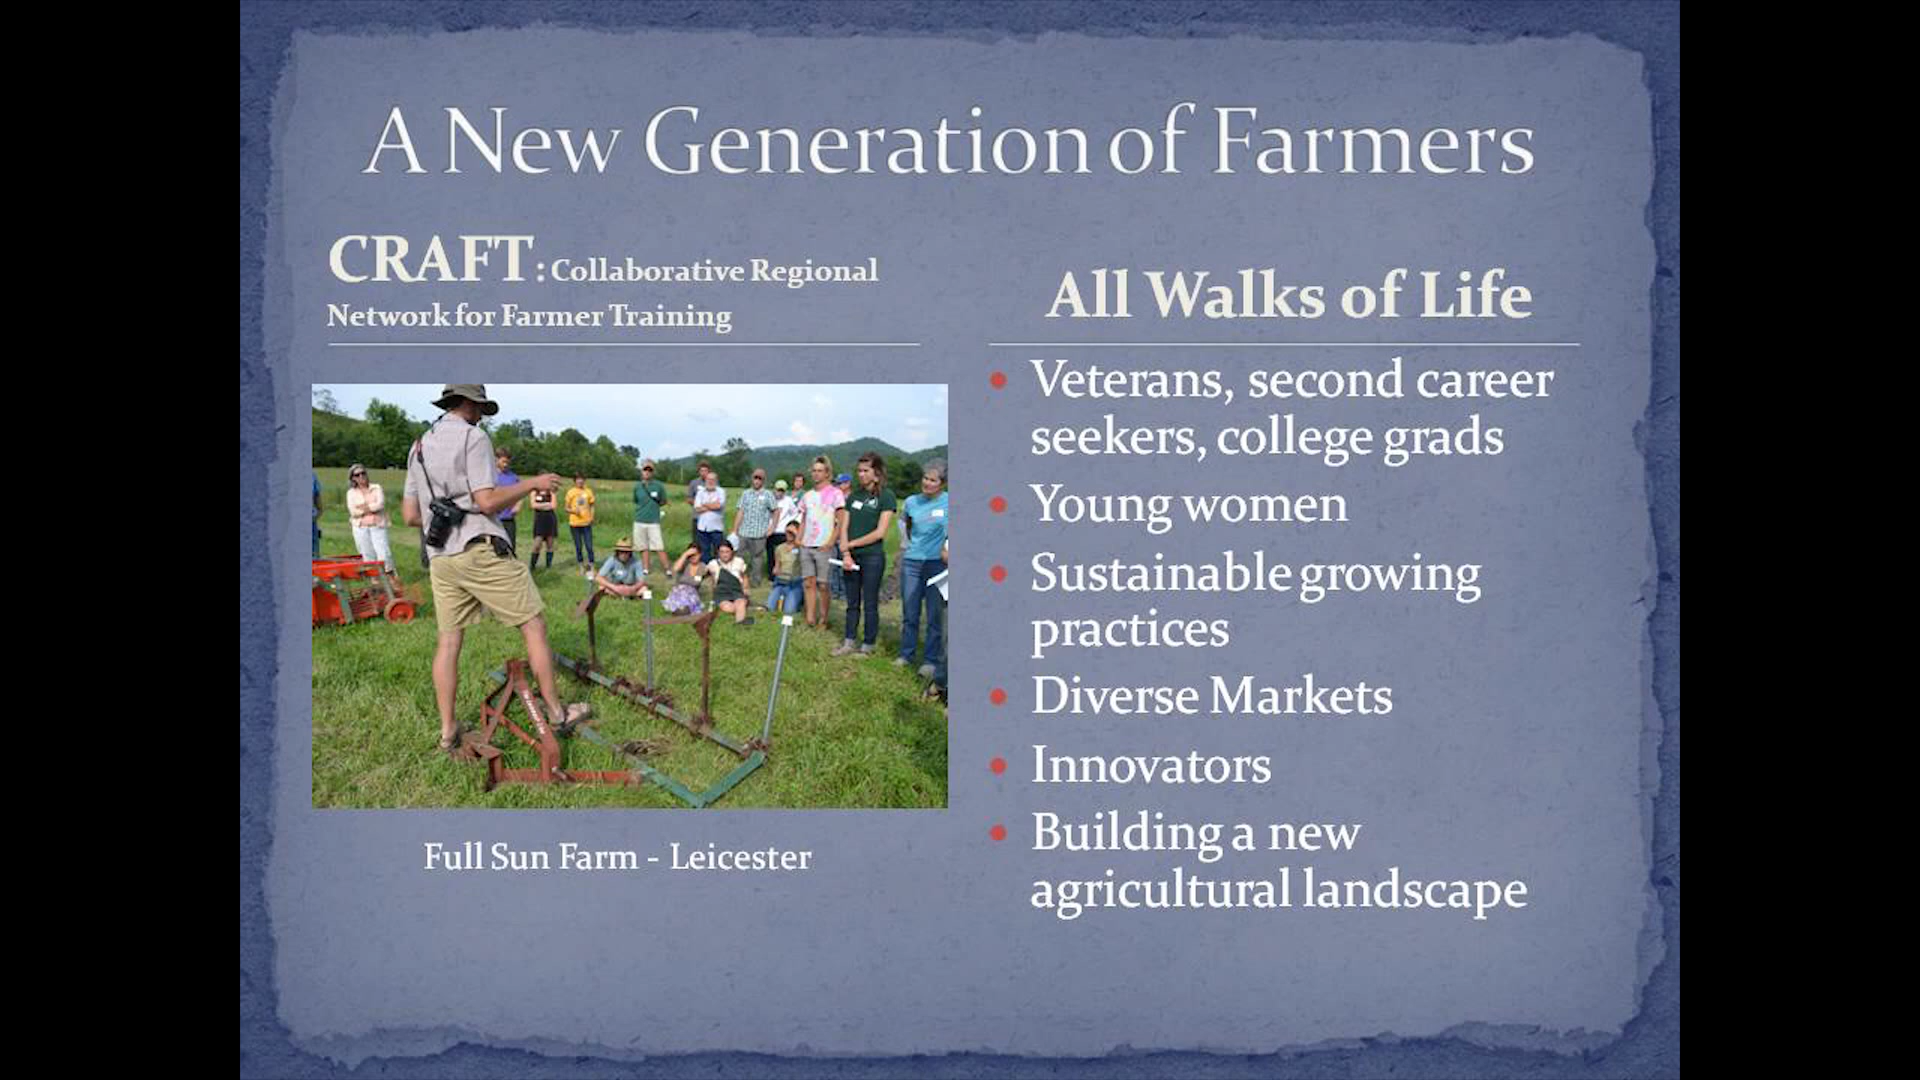 A New Generation of Farmers
CRAFT: Collaborative Regional
Network for Farmer Training
Full Sun Farm - Leicester
All Walks of Life
• Veterans, second career
seekers, college grads
• Young women
• Sustainable growing
practices
• Diverse Markets
• Innovators
• Building a new
agricultural landscape